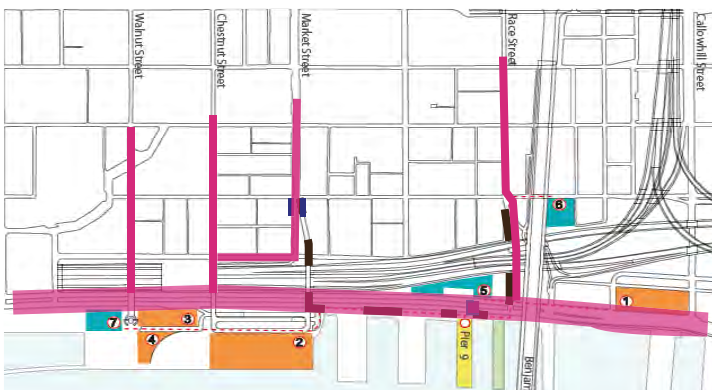 Walnut Street
Chestnut Street
Market Street
Race Street
Callowhill Street
6
5
1
7
3
4
2
Pier 9
Benjam